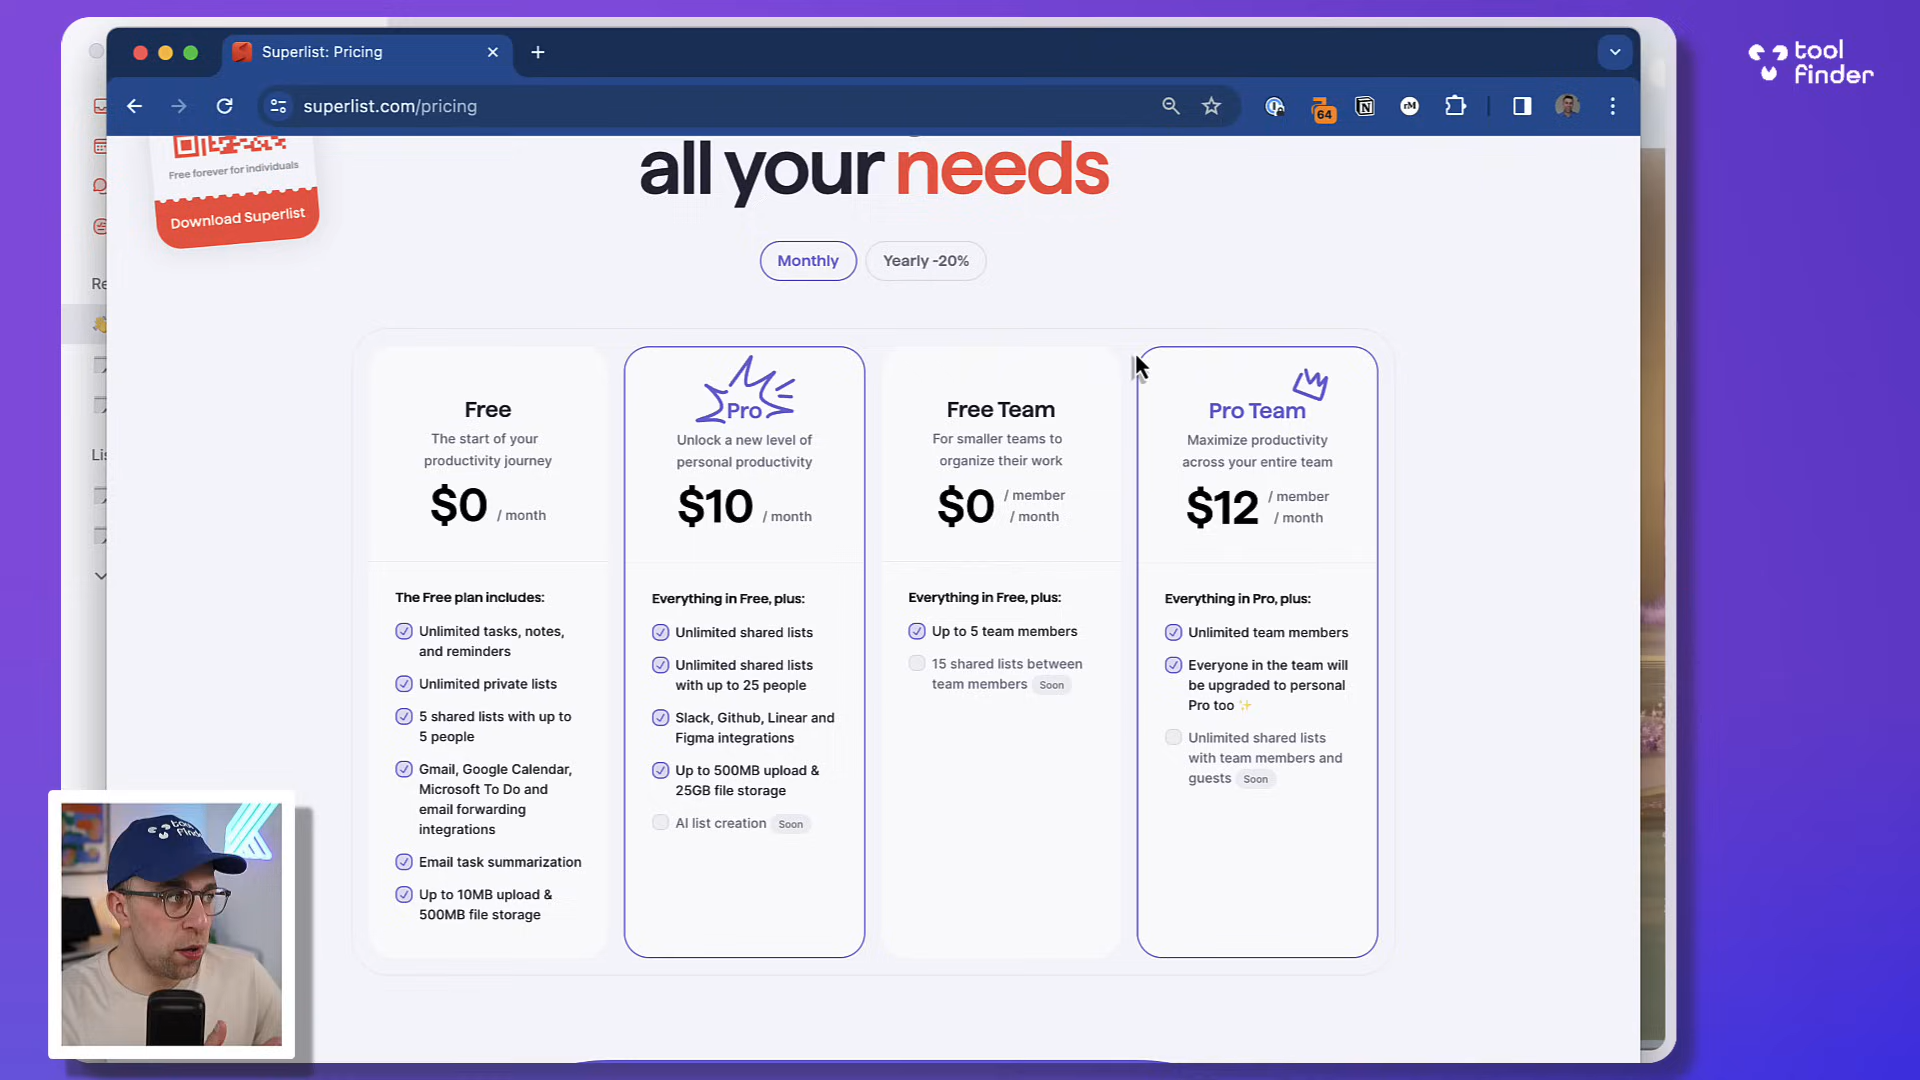 Superlist: Pricing
tool
finder
superlist.com/pricing
64
N
rM
Free forever for individuals
Download Superlist
all your needs
Monthly
Yearly -20%
Re
Lis
Free
The start of your
productivity journey
$0 / month
The Free plan includes:
Unlimited tasks, notes,
and reminders
Unlimited private lists
5 shared lists with up to
5 people
Gmail, Google Calendar,
Microsoft To Do and
email forwarding
integrations
Email task summarization
Up to 10MB upload &
500MB file storage
Pro
Unlock a new level of
personal productivity
$10 / month
Everything in Free, plus:
Unlimited shared lists
Unlimited shared lists
with up to 25 people
Slack, Github, Linear and
Figma integrations
Up to 500MB upload &
25GB file storage
AI list creation Soon
Free Team
For smaller teams to
organize their work
$0 / member
/ month
Everything in Free, plus:
Up to 5 team members
15 shared lists between
team members Soon
Pro Team
Maximize productivity
across your entire team
$12 / member
/ month
Everything in Pro, plus:
Unlimited team members
Everyone in the team will
be upgraded to personal
Pro too ✨
Unlimited shared lists
with team members and
guests Soon